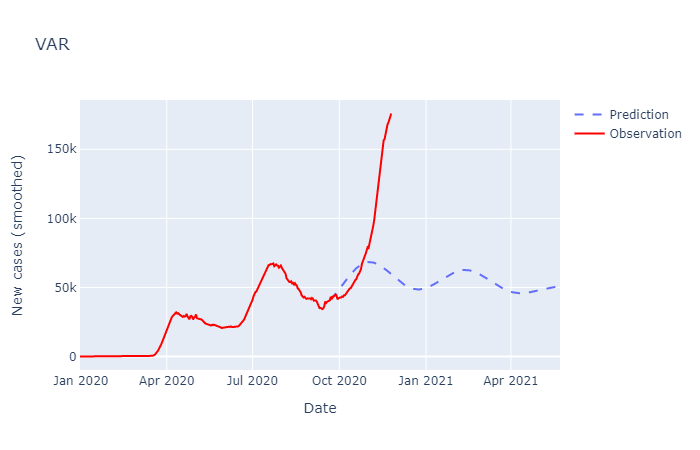 VAR
Prediction
Observation
New cases (smoothed)
150k
100k
50k
0
Jan 2020
Apr 2020
Jul 2020
Oct 2020
Jan 2021
Apr 2021
Date